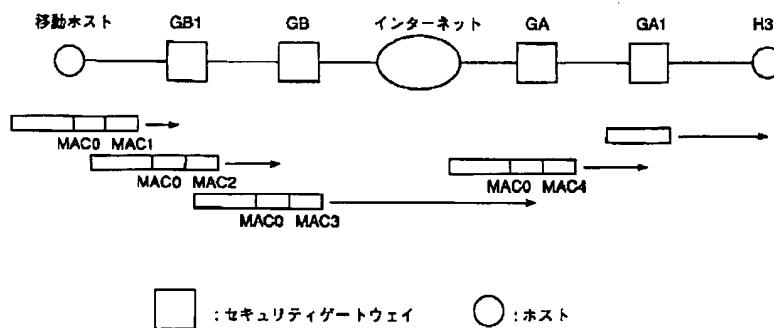 移動ホスト GB1 GB インターネット GA GA1 H3
MAC0 MAC1
MAC0 MAC2
MAC0 MAC4
MAC0 MAC3
:セキュリティゲートウェイ :ホスト